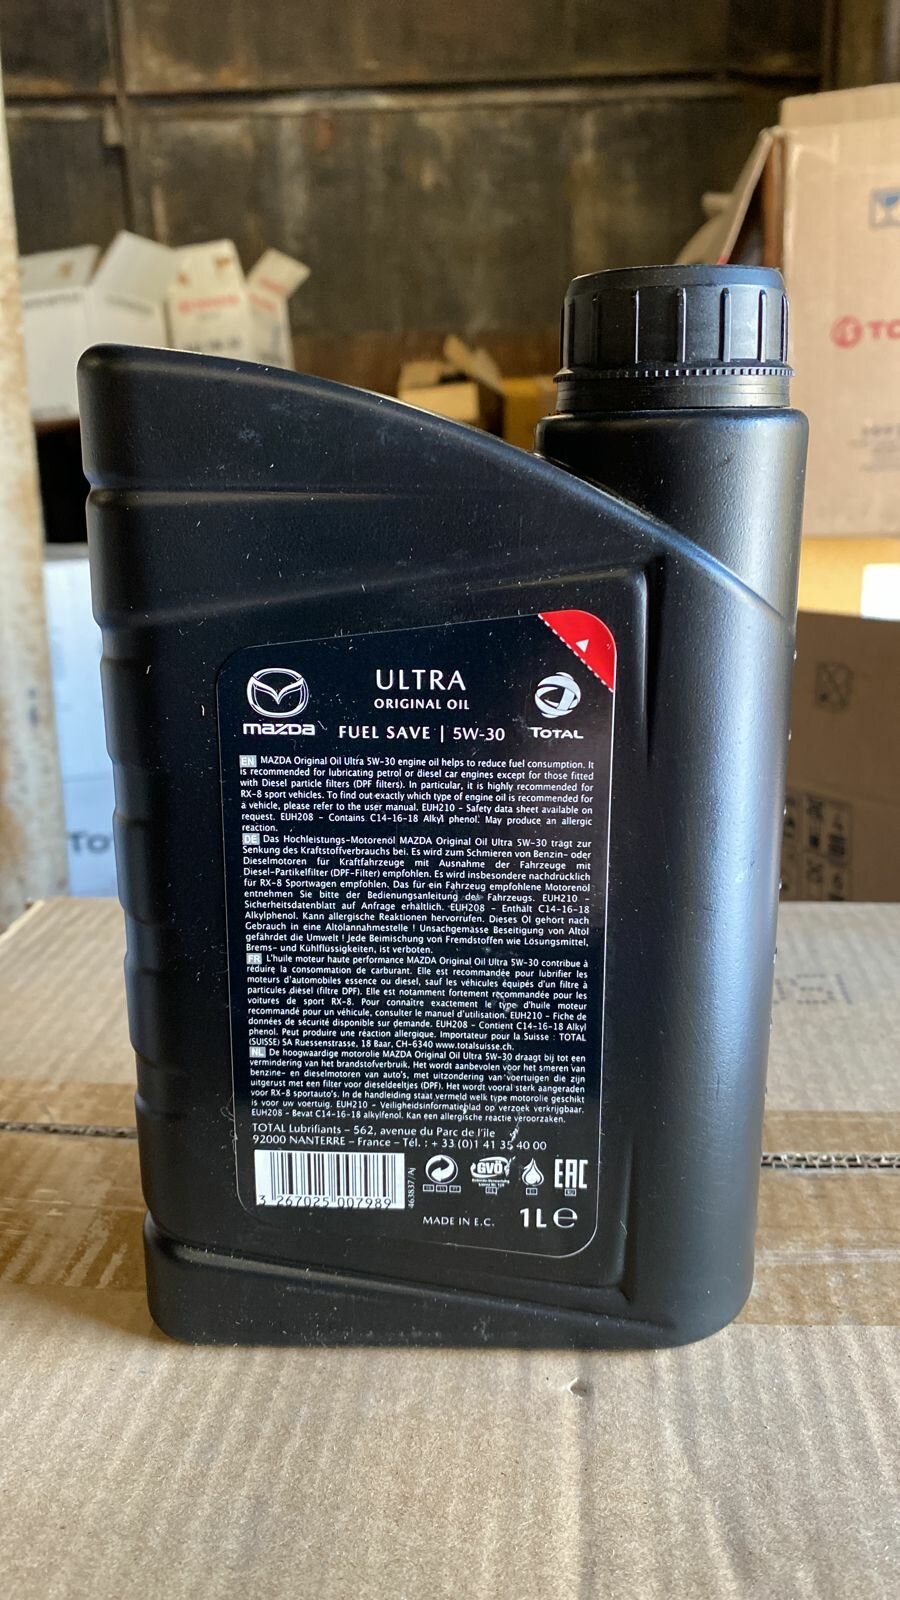 TO
To
ULTRA
ORIGINAL OIL
mazda
FUEL SAVE | 5W-30
TOTAL
EN MAZDA Original Oil Ultra 5W-30 engine oil helps to reduce fuel consumption. It
is recommended for lubricating petrol or diesel car engines except for those fitted
with Diesel particle filters (DPF filters). In particular, it is highly recommended for
RX-8 sport vehicles. To find out exactly which type of engine oil is recommended for
a vehicle, please refer to the user manual. EUH210 - Safety data sheet available on
request. EUH208 - Contains C14-16-18 Alkyl phenol. May produce an allergic
reaction.
DE Das Hochleistungs-Motorenöl MAZDA Original Oil Ultra 5W-30 trägt zur
Senkung des Kraftstoffverbrauchs bei. Es wird zum Schmieren von Benzin- oder
Dieselmotoren für Kraftfahrzeuge mit Ausnahme der Fahrzeuge mit
Diesel-Partikelfilter (DPF-Filter) empfohlen. Es wird insbesondere nachdrücklich
für RX-8 Sportwagen empfohlen. Das für ein Fahrzeug empfohlene Motorenöl
entnehmen Sie bitte der Bedienungsanleitung des Fahrzeugs. EUH210 -
Sicherheitsdatenblatt auf Anfrage erhältlich. EUH208 - Enthält C14-16-18
Alkylphenol. Kann allergische Reaktionen hervorrufen. Dieses Öl gehört nach
Gebrauch in eine Altölannahmestelle ! Unsachgemässe Beseitigung von Altöl
gefährdet die Umwelt ! Jede Beimischung von Fremdstoffen wie Lösungsmittel,
Brems- und Kühlflüssigkeiten, ist verboten.
FR L'huile moteur haute performance MAZDA Original Oil Ultra 5W-30 contribue à
réduire la consommation de carburant. Elle est recommandée pour lubrifier les
moteurs d'automobiles essence ou diesel, sauf les véhicules équipés d'un filtre à
particules diesel (filtre DPF). Elle est notamment fortement recommandée pour les
voitures de sport RX-8. Pour connaître exactement le type d'huile moteur
recommandé pour un véhicule, consulter le manuel d'utilisation. EUH210 - Fiche de
données de sécurité disponible sur demande. EUH208 - Contient C14-16-18 Alkyl
phenol. Peut produire une réaction allergique. Importateur pour la Suisse : TOTAL
(SUISSE) SA Ruessenstrasse, 18 Baar, CH-6340 www.totalsuisse.ch.
NL De hoogwaardige motorolie MAZDA Original Oil Ultra 5W-30 draagt bij tot een
vermindering van het brandstofverbruik. Het wordt aanbevolen voor het smeren van
benzine- en dieselmotoren van auto's, met uitzondering van voertuigen die zijn
uitgerust met een filter voor dieseldeeltjes (DPF). Het wordt vooral sterk aangeraden
voor RX-8 sportauto's. In de handleiding staat vermeld welk type motorolie geschikt
is voor uw voertuig. EUH210 - Veiligheidsinformatieblad op verzoek verkrijgbaar.
EUH208 - Bevat C14-16-18 alkylfenol. Kan een allergische reactie veroorzaken.
TOTAL Lubrifiants – 562, avenue du Parc de l'île
92000 NANTERRE – France – Tél. : + 33 (0)1 41 35 40 00
3 267025 007989
463837/AJ
GVÖ
EAC
MADE IN E.C.
1L e